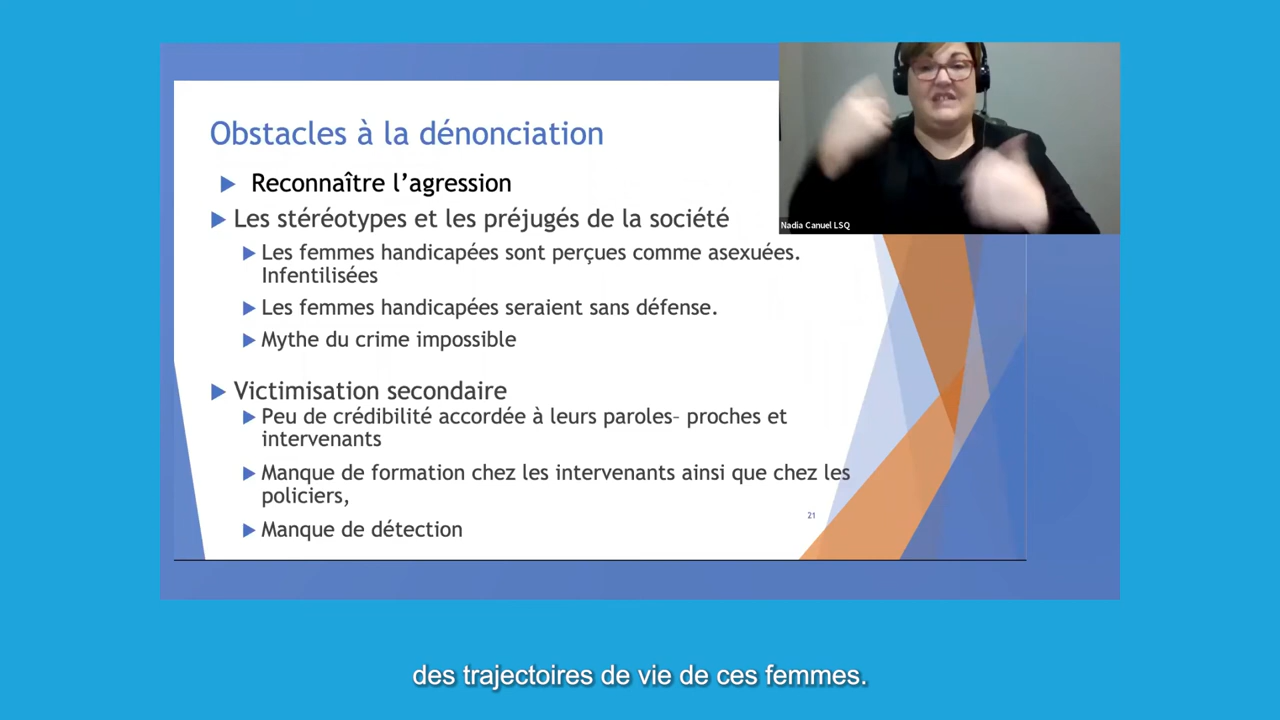 Obstacles à la dénonciation
Reconnaître l’agression
Les stéréotypes et les préjugés de la société
Les femmes handicapées sont perçues comme asexuées.
Infentilisées
Les femmes handicapées seraient sans défense.
Mythe du crime impossible
Victimisation secondaire
Peu de crédibilité accordée à leurs paroles– proches et
intervenants
Manque de formation chez les intervenants ainsi que chez les
policiers,
Manque de détection
21
Nadia Canuel LSQ
des trajectoires de vie de ces femmes.